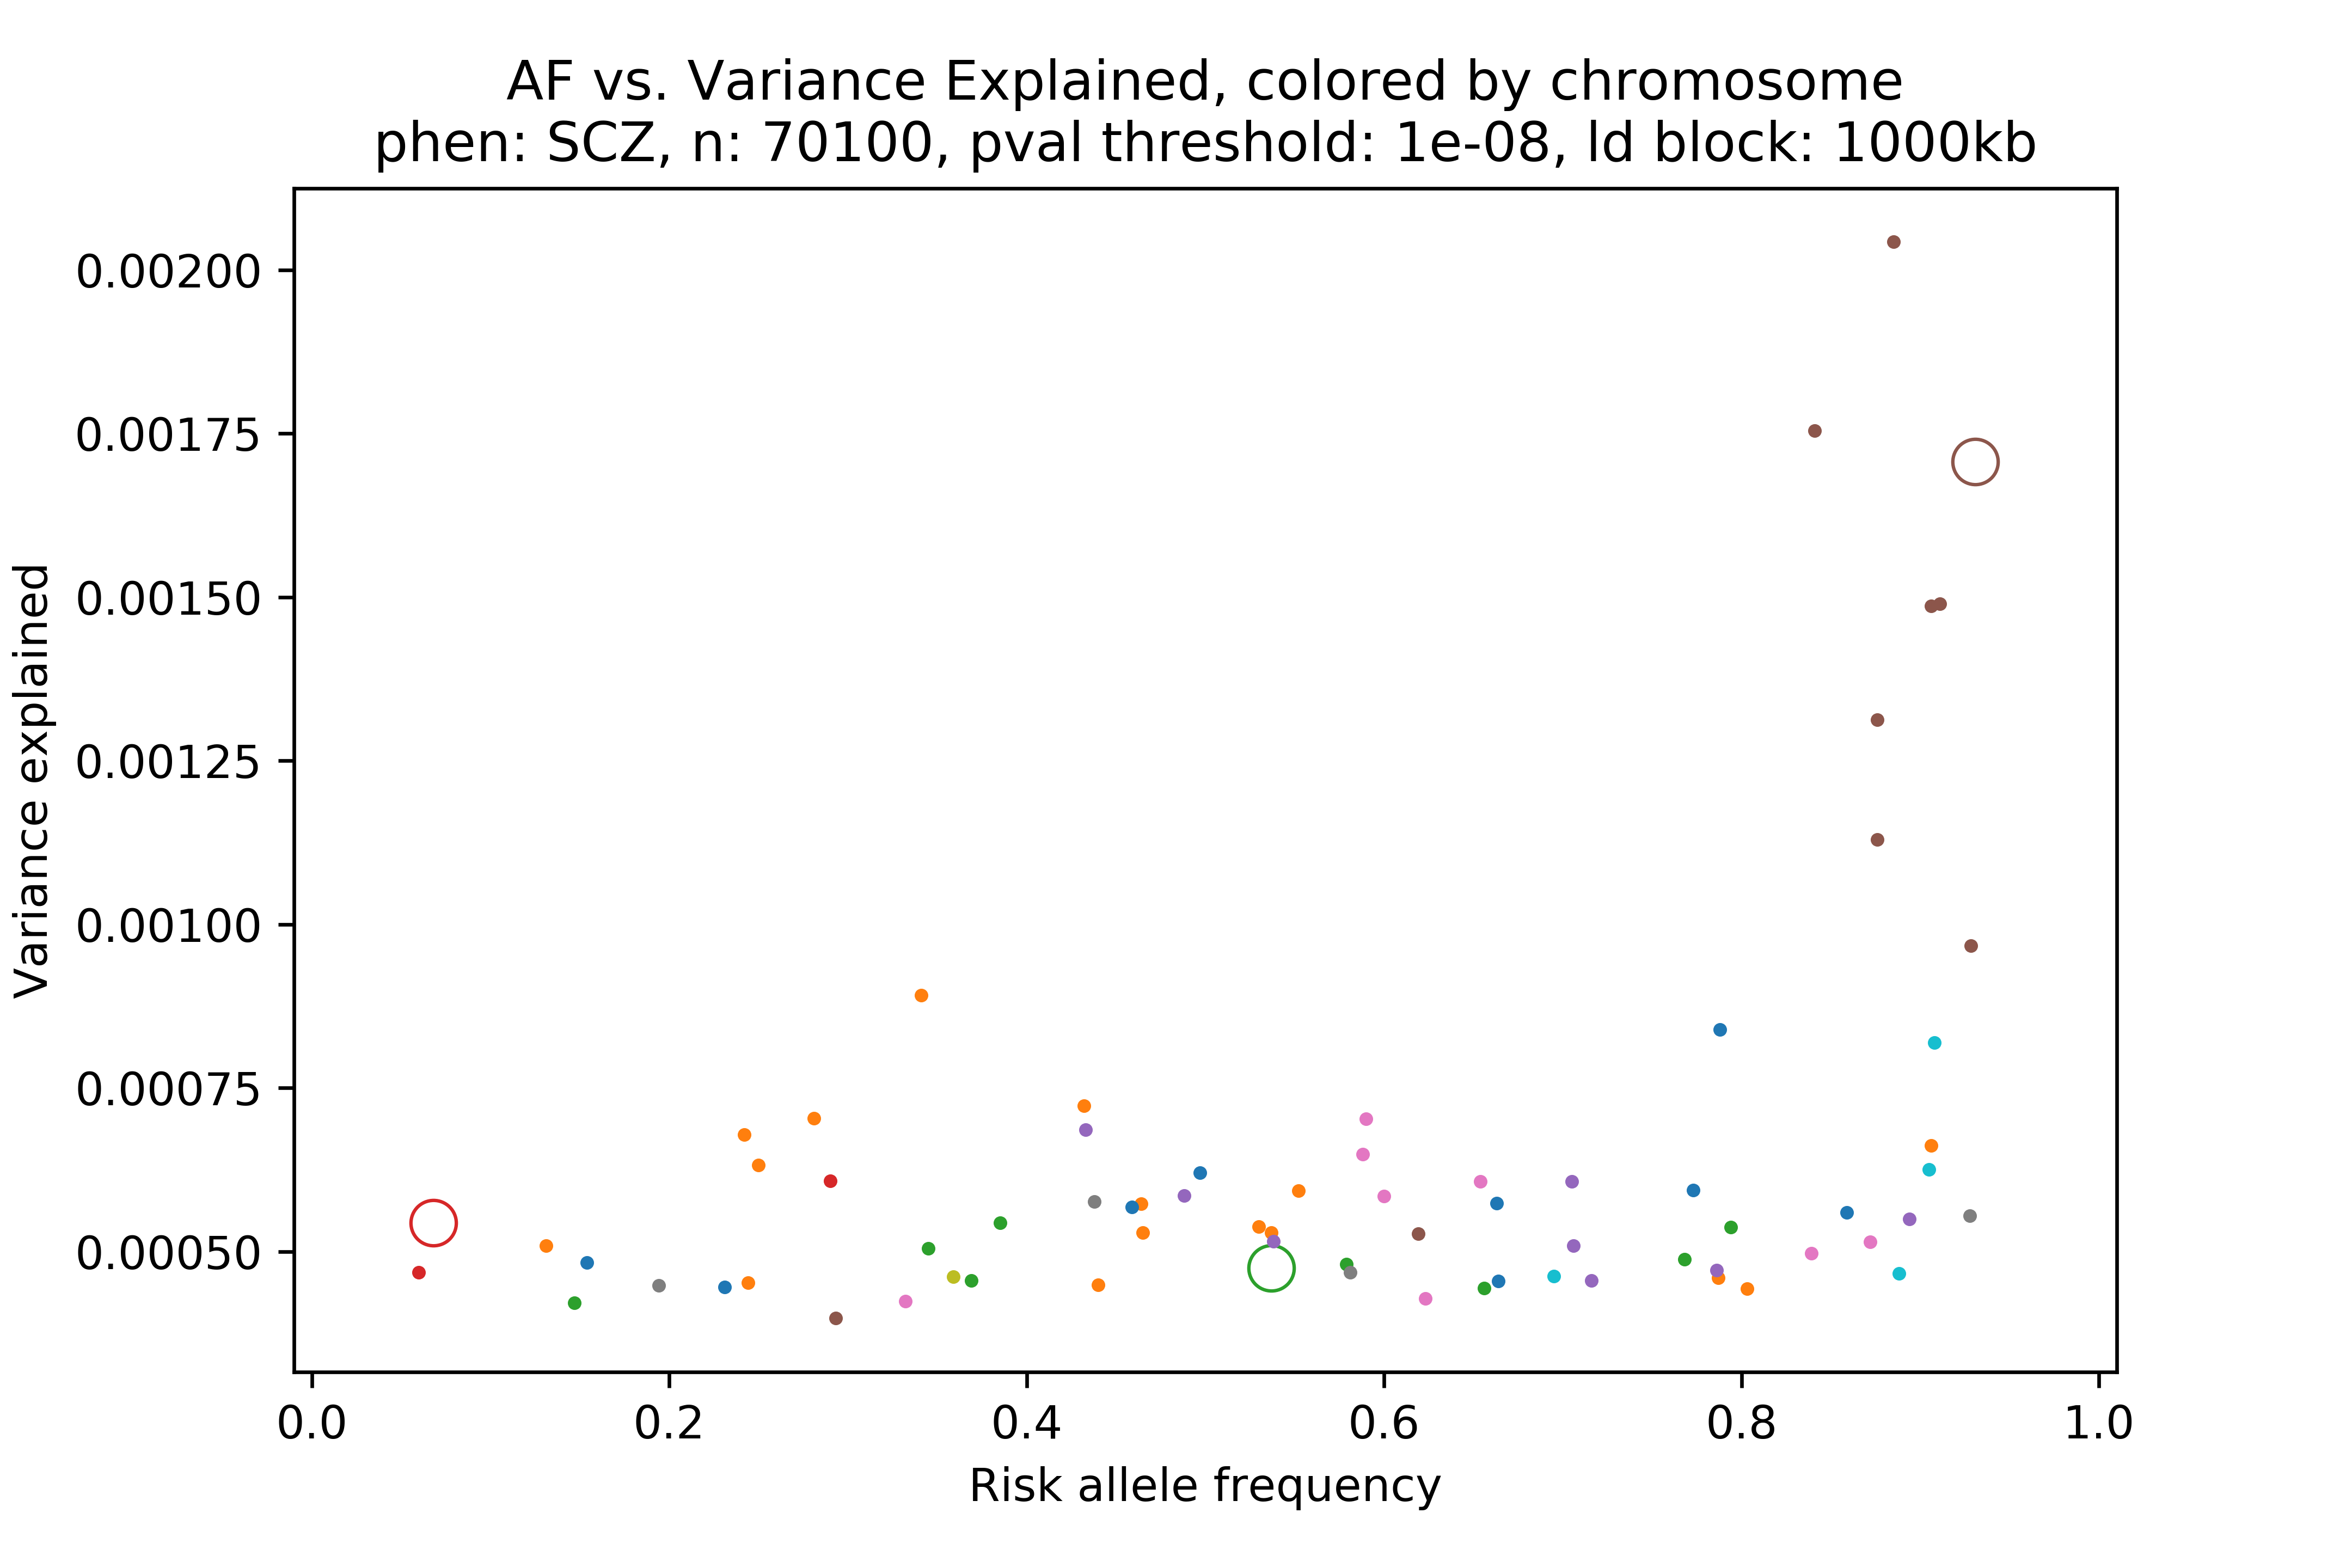 AF vs. Variance Explained, colored by chromosome
phen: SCZ, n: 70100, pval threshold: 1e-08, ld block: 1000kb
0.00200
0.00175
0.00150
0.00125
0.00100
0.00075
0.00050
Variance explained
0.0 0.2 0.4 0.6 0.8 1.0
Risk allele frequency